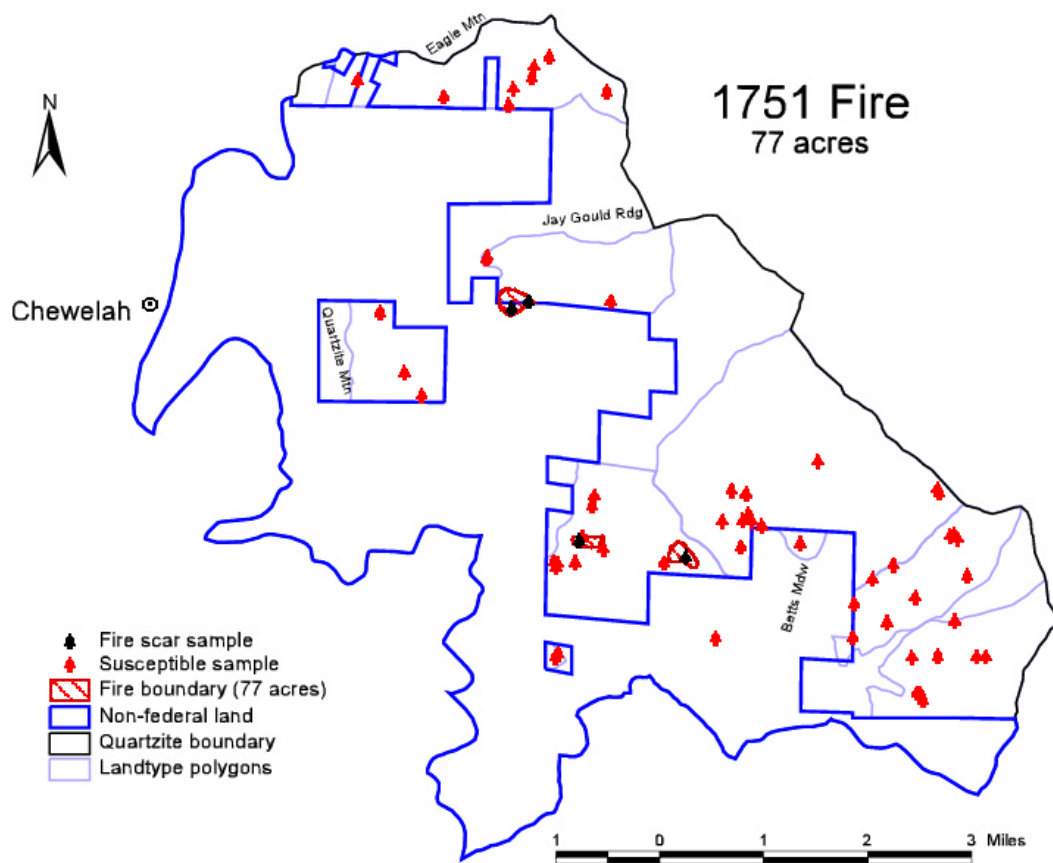 Eagle Mtn
1751 Fire
77 acres
N
Jay Gould Rdg
Chewelah
Quartzite Mtn
Betts Mdw
Fire scar sample
Susceptible sample
Fire boundary (77 acres)
Non-federal land
Quartzite boundary
Landtype polygons
1 0 1 2 3 Miles